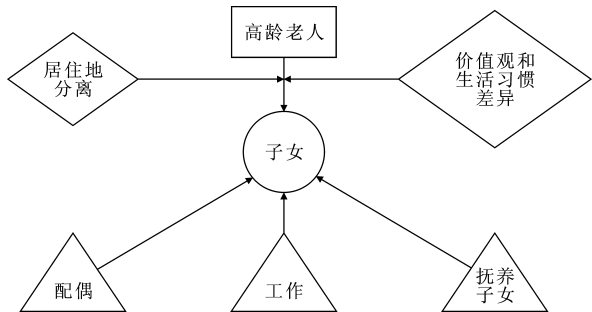 高龄老人
居住地
分离
价值观和
生活习惯
差异
子女
配偶
工作
抚养
子女